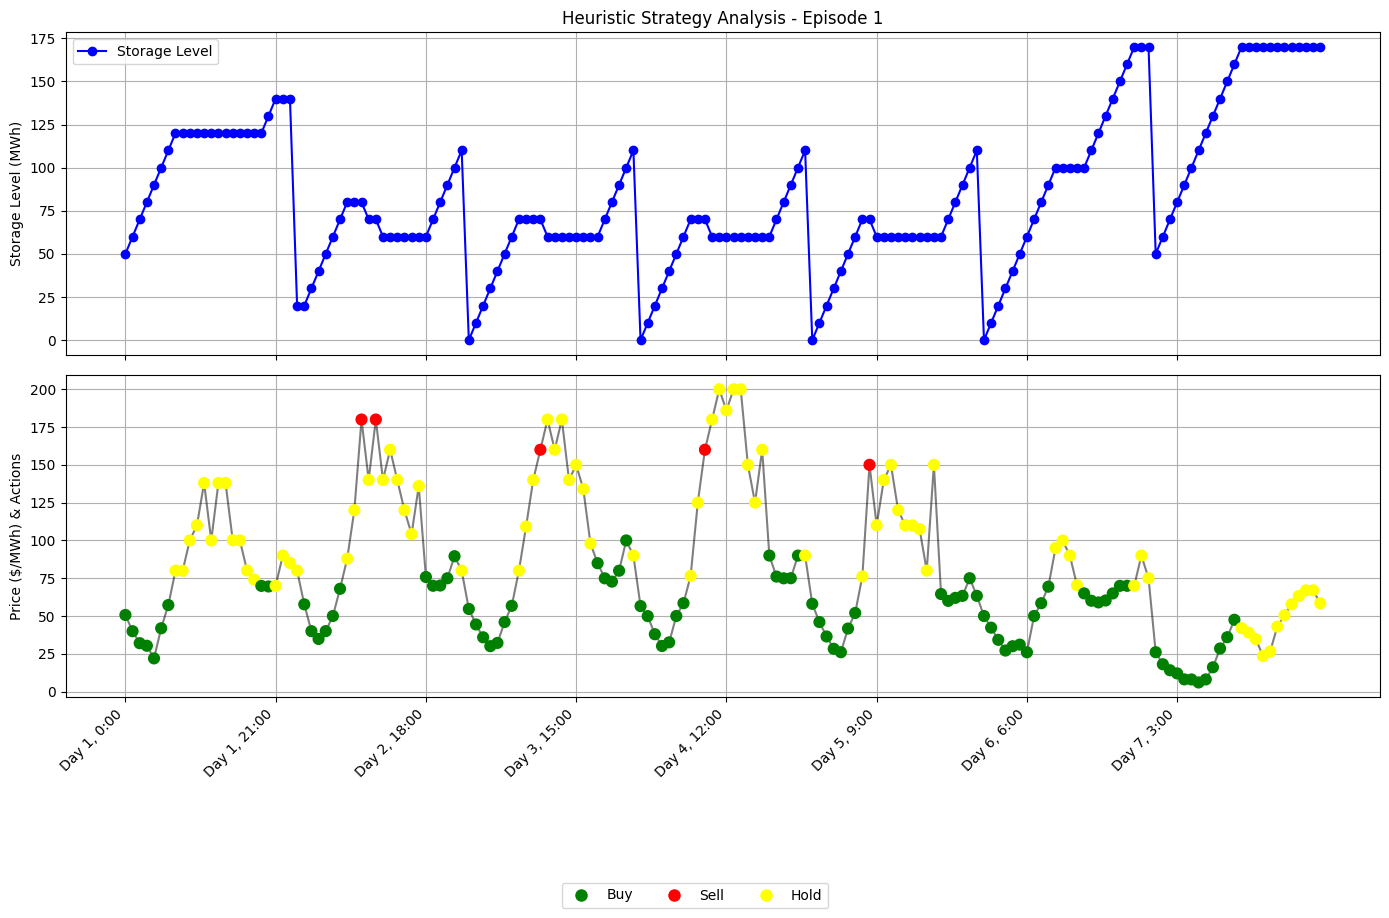 Heuristic Strategy Analysis - Episode 1
Storage Level
Storage Level (MWh)
175
150
125
100
75
50
25
0
Price ($/MWh) & Actions
200
175
150
125
100
75
50
25
0
Day 1, 0:00
Day 1, 21:00
Day 2, 18:00
Day 3, 15:00
Day 4, 12:00
Day 5, 9:00
Day 6, 6:00
Day 7, 3:00
Buy Sell Hold